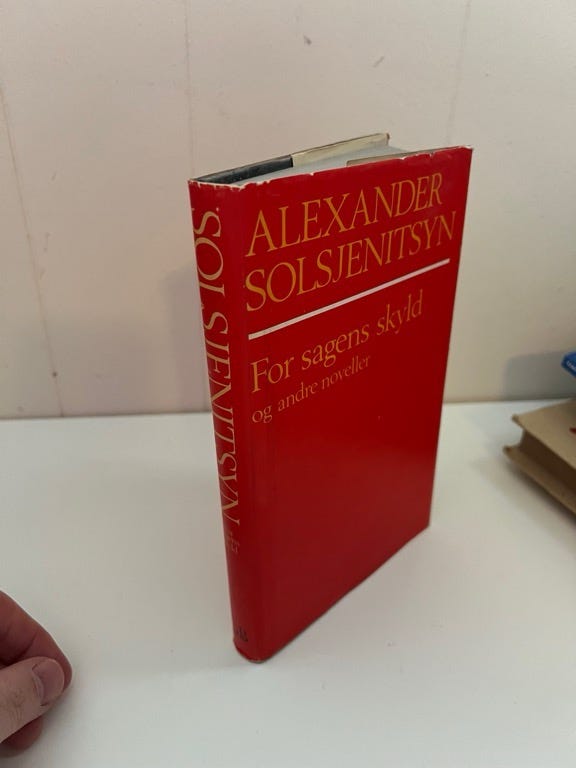 ALEXANDER
SOLSJENITSYN
For sagens skyld
og andre noveller
SOLSJENITSYN